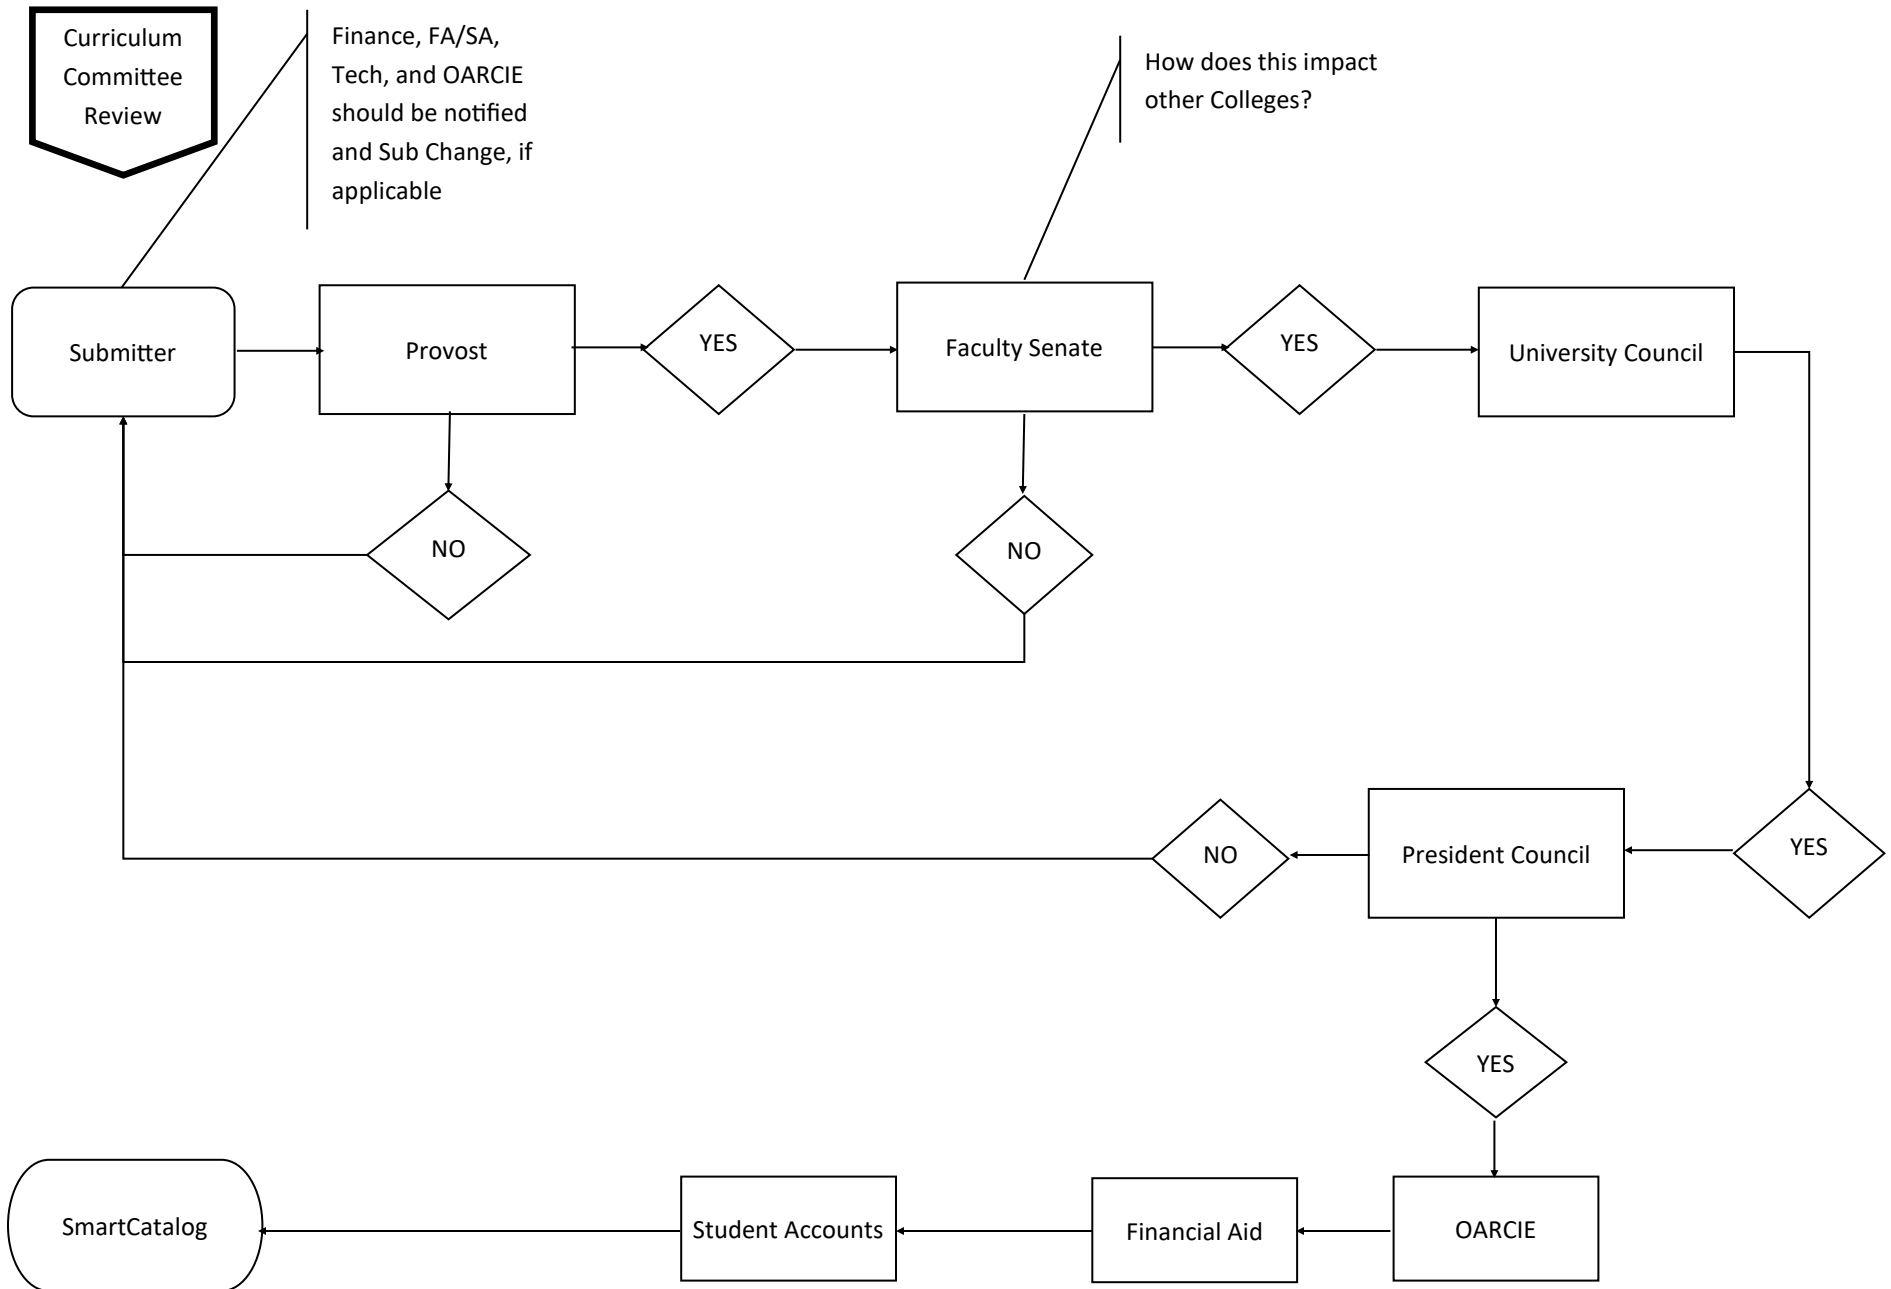 Curriculum
Committee
Review
Finance, FA/SA,
Tech, and OARCIE
should be notified
and Sub Change, if
applicable
How does this impact
other Colleges?
Submitter
Provost
YES
Faculty Senate
YES
University Council
NO
NO
NO
President Council
YES
YES
SmartCatalog
Student Accounts
Financial Aid
OARCIE